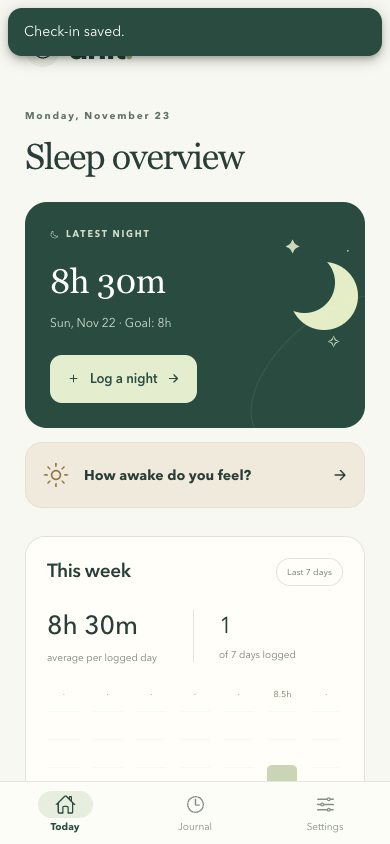 Check-in saved.
Monday, November 23
Sleep overview
LATEST NIGHT
8h 30m
Sun, Nov 22 · Goal: 8h
+ Log a night →
How awake do you feel? →
This week
Last 7 days
8h 30m
average per logged day
1
of 7 days logged
· · · · · 8.5h ·
Today
Journal
Settings